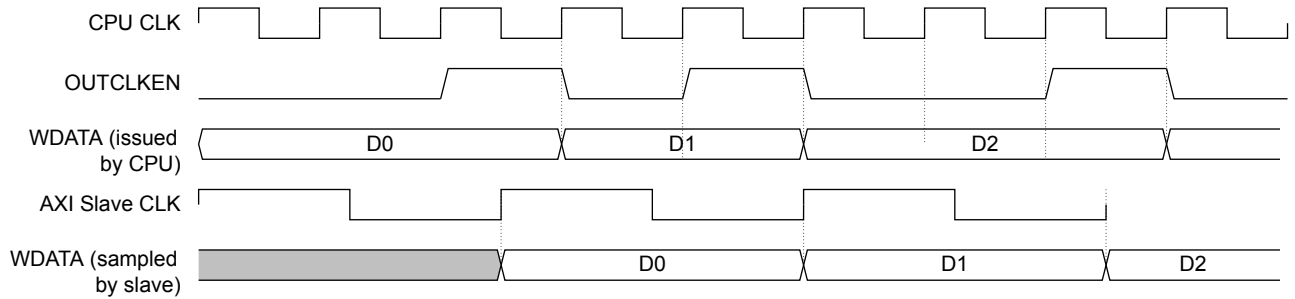 CPU CLK
OUTCLKEN
WDATA (issued
by CPU)
D0
D1
D2
AXI Slave CLK
WDATA (sampled
by slave)
D0
D1
D2